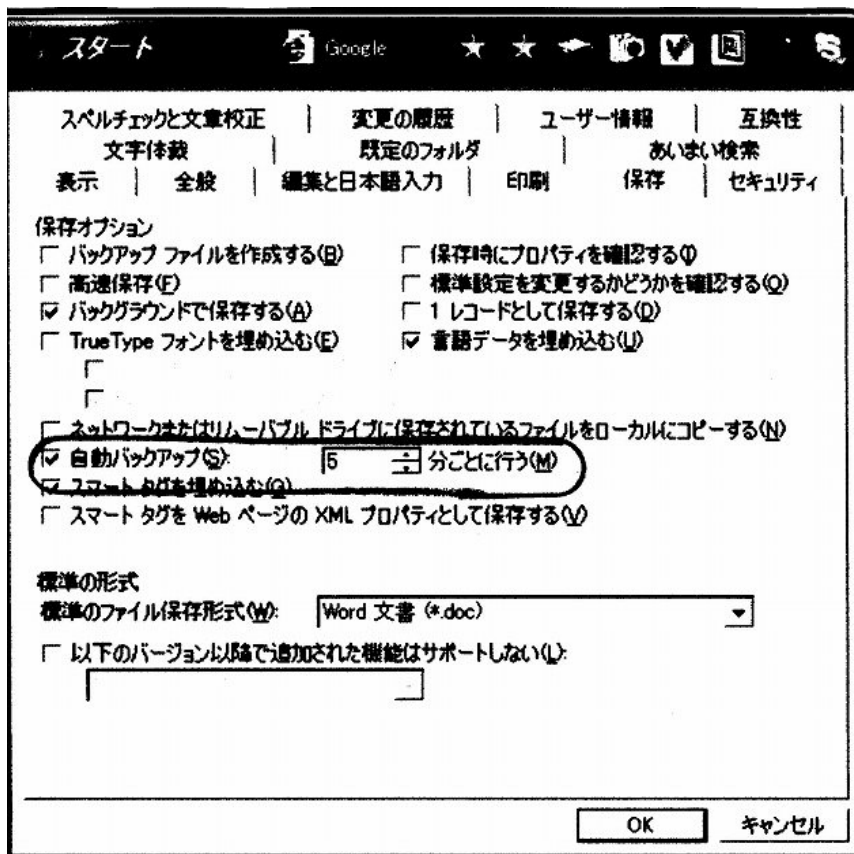 スタート Google
スペルチェックと文章校正 変更の履歴 ユーザー情報 互換性
文字体裁 既定のフォルダ あいまい検索
表示 全般 編集と日本語入力 印刷 保存 セキュリティ
保存オプション
バックアップ ファイルを作成する(B) 保存時にプロパティを確認する(I)
高速保存(F) 標準設定を変更するかどうかを確認する(O)
バックグラウンドで保存する(A) 1 レコードとして保存する(D)
TrueType フォントを埋め込む(E) 言語データを埋め込む(U)
ネットワークまたはリムーバブル ドライブに保存されているファイルをローカルにコピーする(N)
自動バックアップ(S): 5 分ごとに行う(M)
スマート タグを埋め込む(G)
スマート タグを Web ページの XML プロパティとして保存する(V)
標準の形式
標準のファイル保存形式(W): Word 文書 (*.doc)
以下のバージョン以降で追加された機能はサポートしない(L):
OK キャンセル